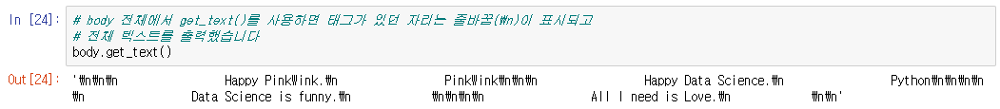 In [24]: # body 전체에서 get_text()를 사용하면 태그가 있던 자리는 줄바꿈(₩n)이 표시되고
# 전체 텍스트를 출력했습니다
body.get_text()
Out[24]: '₩n₩n₩n Happy PinkWink.₩n PinkWink₩n₩n₩n Happy Data Science.₩n Python₩n₩n₩n₩n
₩n Data Science is funny.₩n ₩n₩n₩n₩n All I need is Love.₩n ₩n₩n'